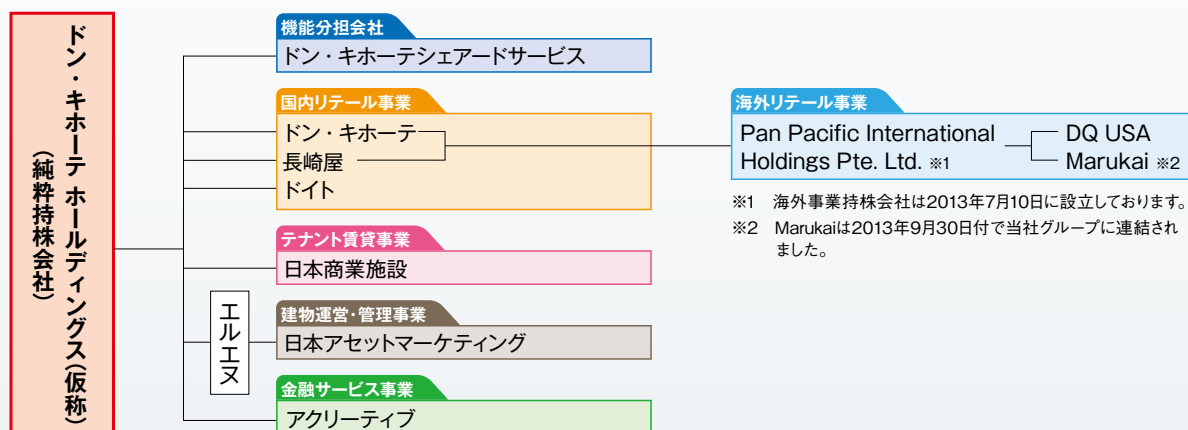 ドン・キホーテ ホールディングス(仮称)
(純粋持株会社)
機能分担会社
ドン・キホーテシェアードサービス
国内リテール事業
ドン・キホーテ
長崎屋
ドイト
海外リテール事業
Pan Pacific International
Holdings Pte. Ltd. ※1
DQ USA
Marukai ※2
※1 海外事業持株会社は2013年7月10日に設立しております。
※2 Marukaiは2013年9月30日付で当社グループに連結され
ました。
テナント賃貸事業
日本商業施設
エルエヌ
建物運営・管理事業
日本アセットマーケティング
金融サービス事業
アクリーティブ